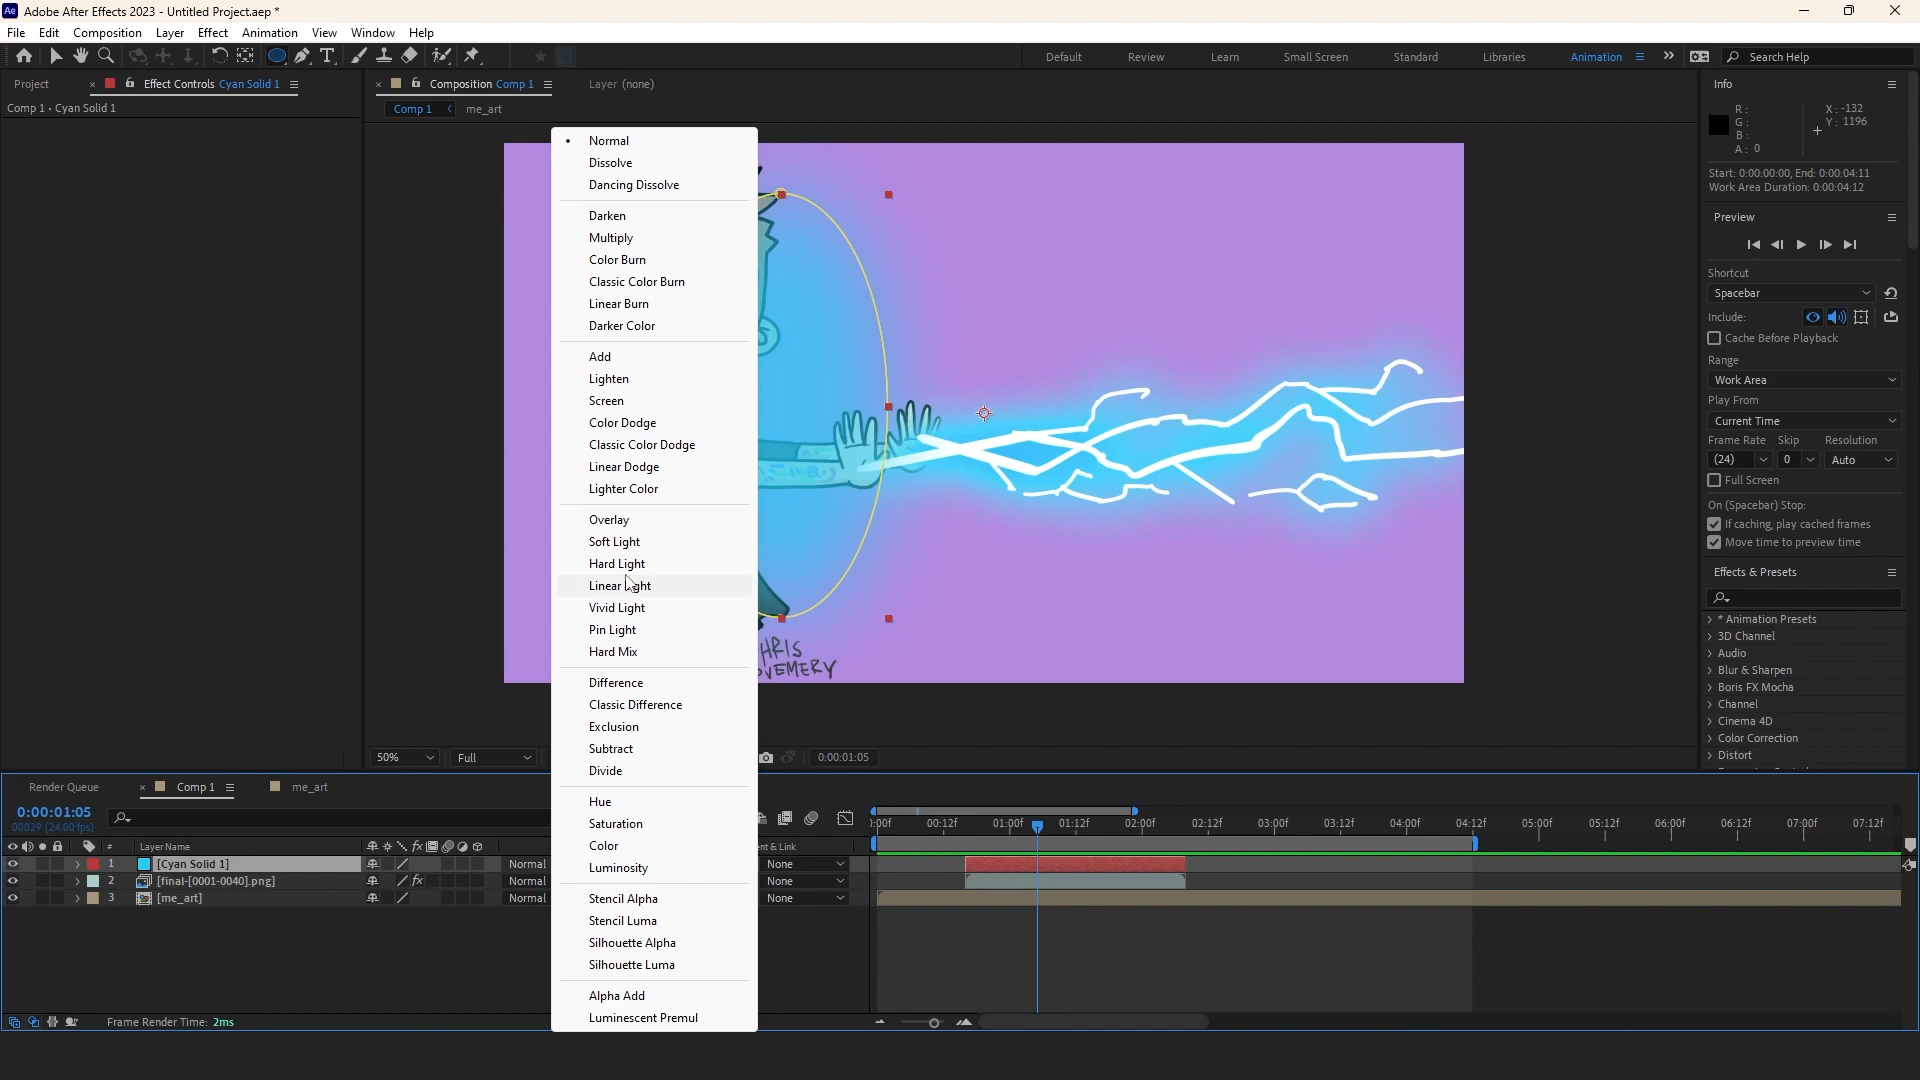 Adobe After Effects 2023 - Untitled Project.aep *
File Edit Composition Layer Effect Animation View Window Help
Default Review Learn Small Screen Standard Libraries Animation Search Help
Project Effect Controls Cyan Solid 1
Comp 1 • Cyan Solid 1
Composition Comp 1 Layer (none)
Comp 1 me_art
Normal
Dissolve
Dancing Dissolve
Darken
Multiply
Color Burn
Classic Color Burn
Linear Burn
Darker Color
Add
Lighten
Screen
Color Dodge
Classic Color Dodge
Linear Dodge
Lighter Color
Overlay
Soft Light
Hard Light
Linear Light
Vivid Light
Pin Light
Hard Mix
Difference
Classic Difference
Exclusion
Subtract
Divide
Hue
Saturation
Color
Luminosity
Stencil Alpha
Stencil Luma
Silhouette Alpha
Silhouette Luma
Alpha Add
Luminescent Premul
HRIS
OVEMERY
50% Full 0:00:01:05
Info
R: X: -132
G: Y: 1196
B:
A: 0
Start: 0:00:00:00, End: 0:00:04:11
Work Area Duration: 0:00:04:12
Preview
Shortcut
Spacebar
Include:
Cache Before Playback
Range
Work Area
Play From
Current Time
Frame Rate Skip Resolution
(24) 0 Auto
Full Screen
On (Spacebar) Stop:
If caching, play cached frames
Move time to preview time
Effects & Presets
* Animation Presets
3D Channel
Audio
Blur & Sharpen
Boris FX Mocha
Channel
Cinema 4D
Color Correction
Distort
Render Queue Comp 1 me_art
0:00:01:05
00029 (24.00 fps)
# Layer Name nt & Link
1 [Cyan Solid 1] Normal None
2 [final-[0001-0040].png] Normal None
3 [me_art] Normal None
):00f 00:12f 01:00f 01:12f 02:00f 02:12f 03:00f 03:12f 04:00f 04:12f 05:00f 05:12f 06:00f 06:12f 07:00f 07:12f
Frame Render Time: 2ms